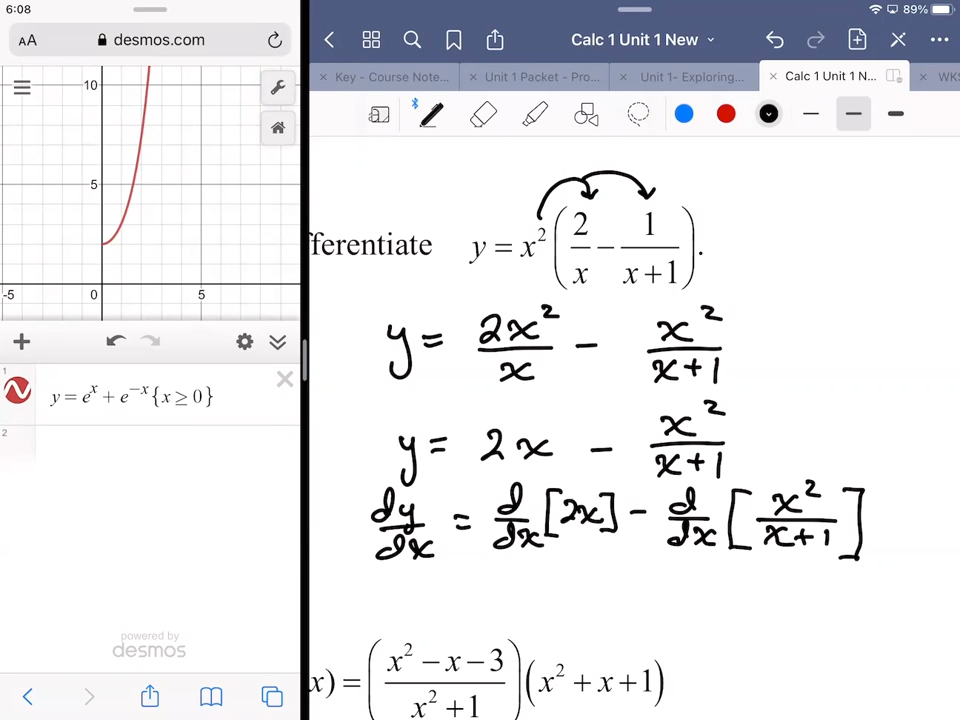 6:08
89%
AA desmos.com
Calc 1 Unit 1 New
× Key - Course Note...
× Unit 1 Packet - Pro...
× Unit 1- Exploring...
× Calc 1 Unit 1 N...
× WKS
10
5
-5 0 5
1
y = e^x + e^{-x} {x ≥ 0}
2
powered by
desmos
fferentiate y = x^2 (2/x − 1/(x+1)).
y = 2x^2/x − x^2/(x+1)
y = 2x − x^2/(x+1)
dy/dx = d/dx [2x] − d/dx [x^2/(x+1)]
x) = ((x^2 − x − 3)/(x^2 + 1)) (x^2 + x + 1)